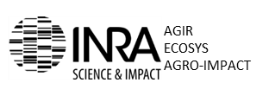 INRA
SCIENCE & IMPACT
AGIR
ECOSYS
AGRO-IMPACT